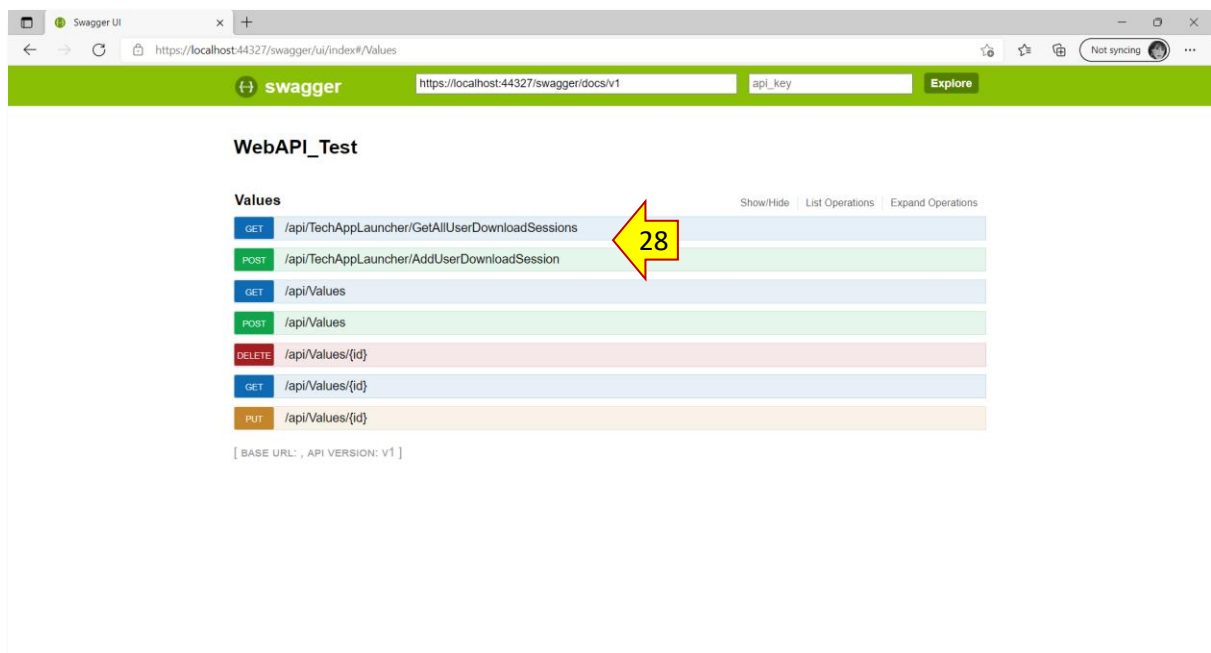 Swagger UI
https://localhost:44327/swagger/ui/index#/Values
Not syncing
swagger
https://localhost:44327/swagger/docs/v1
api_key
Explore
WebAPI_Test
Values
Show/Hide List Operations Expand Operations
GET /api/TechAppLauncher/GetAllUserDownloadSessions
28
POST /api/TechAppLauncher/AddUserDownloadSession
GET /api/Values
POST /api/Values
DELETE /api/Values/{id}
GET /api/Values/{id}
PUT /api/Values/{id}
[ BASE URL: , API VERSION: V1 ]